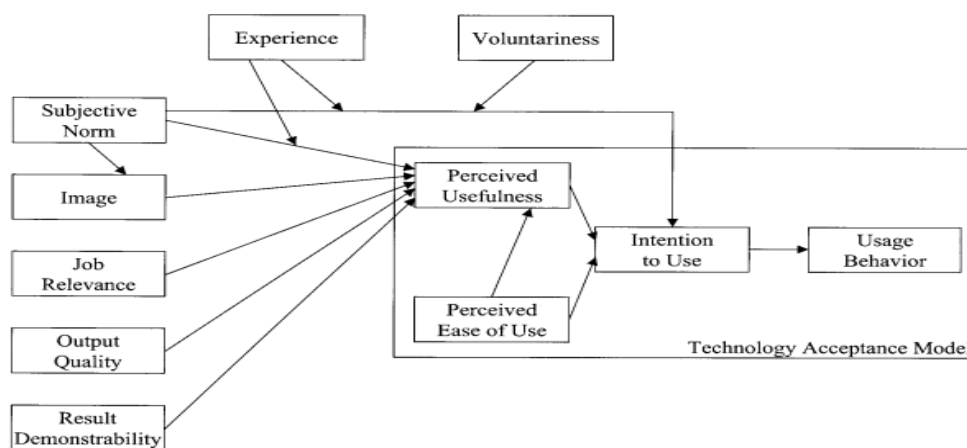 Experience
Voluntariness
Subjective
Norm
Image
Job
Relevance
Output
Quality
Result
Demonstrability
Perceived
Usefulness
Perceived
Ease of Use
Intention
to Use
Usage
Behavior
Technology Acceptance Model